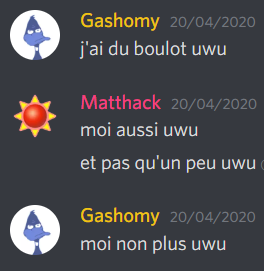 Gashomy 20/04/2020
j'ai du boulot uwu
Matthack 20/04/2020
moi aussi uwu
et pas qu'un peu uwu
Gashomy 20/04/2020
moi non plus uwu